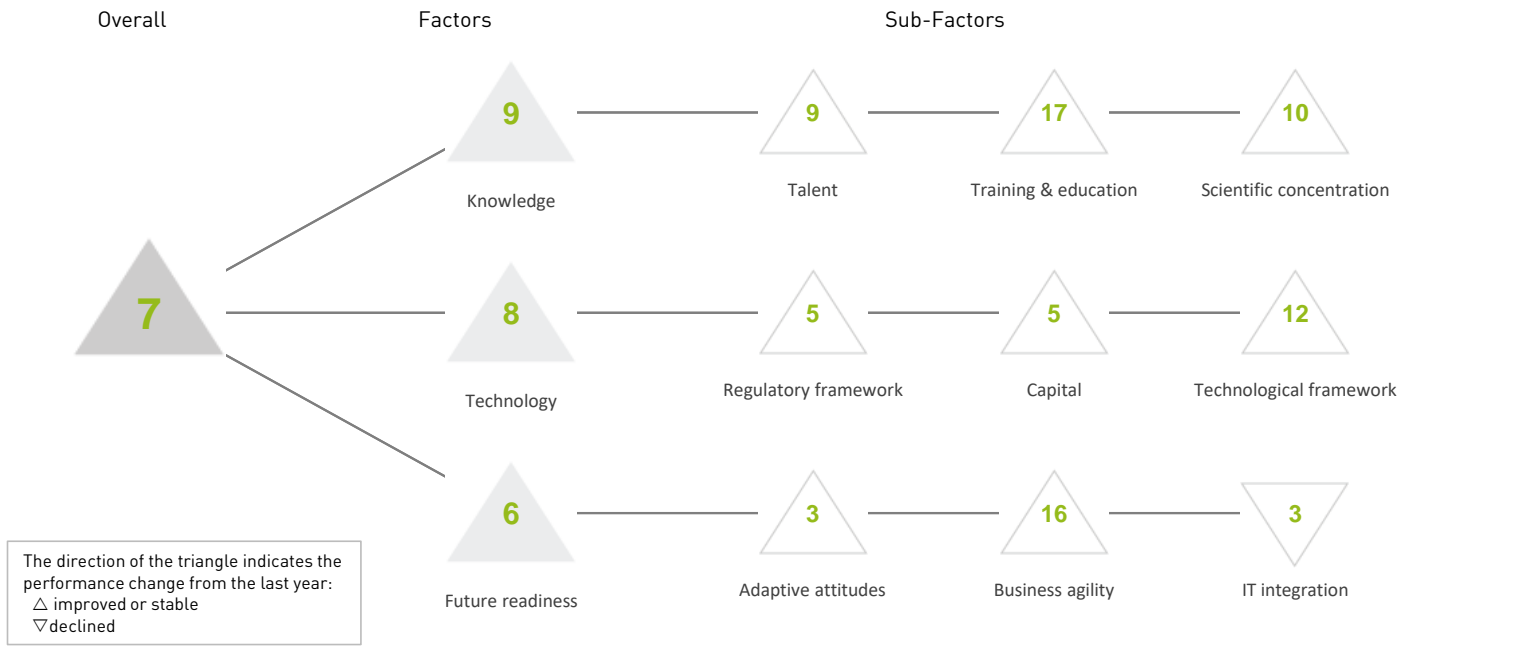 Overall
Factors
Sub-Factors
9
9
17
10
Knowledge
Talent
Training & education
Scientific concentration
7
8
5
5
12
Technology
Regulatory framework
Capital
Technological framework
6
3
16
3
Future readiness
Adaptive attitudes
Business agility
IT integration
The direction of the triangle indicates the
performance change from the last year:
△ improved or stable
▽declined